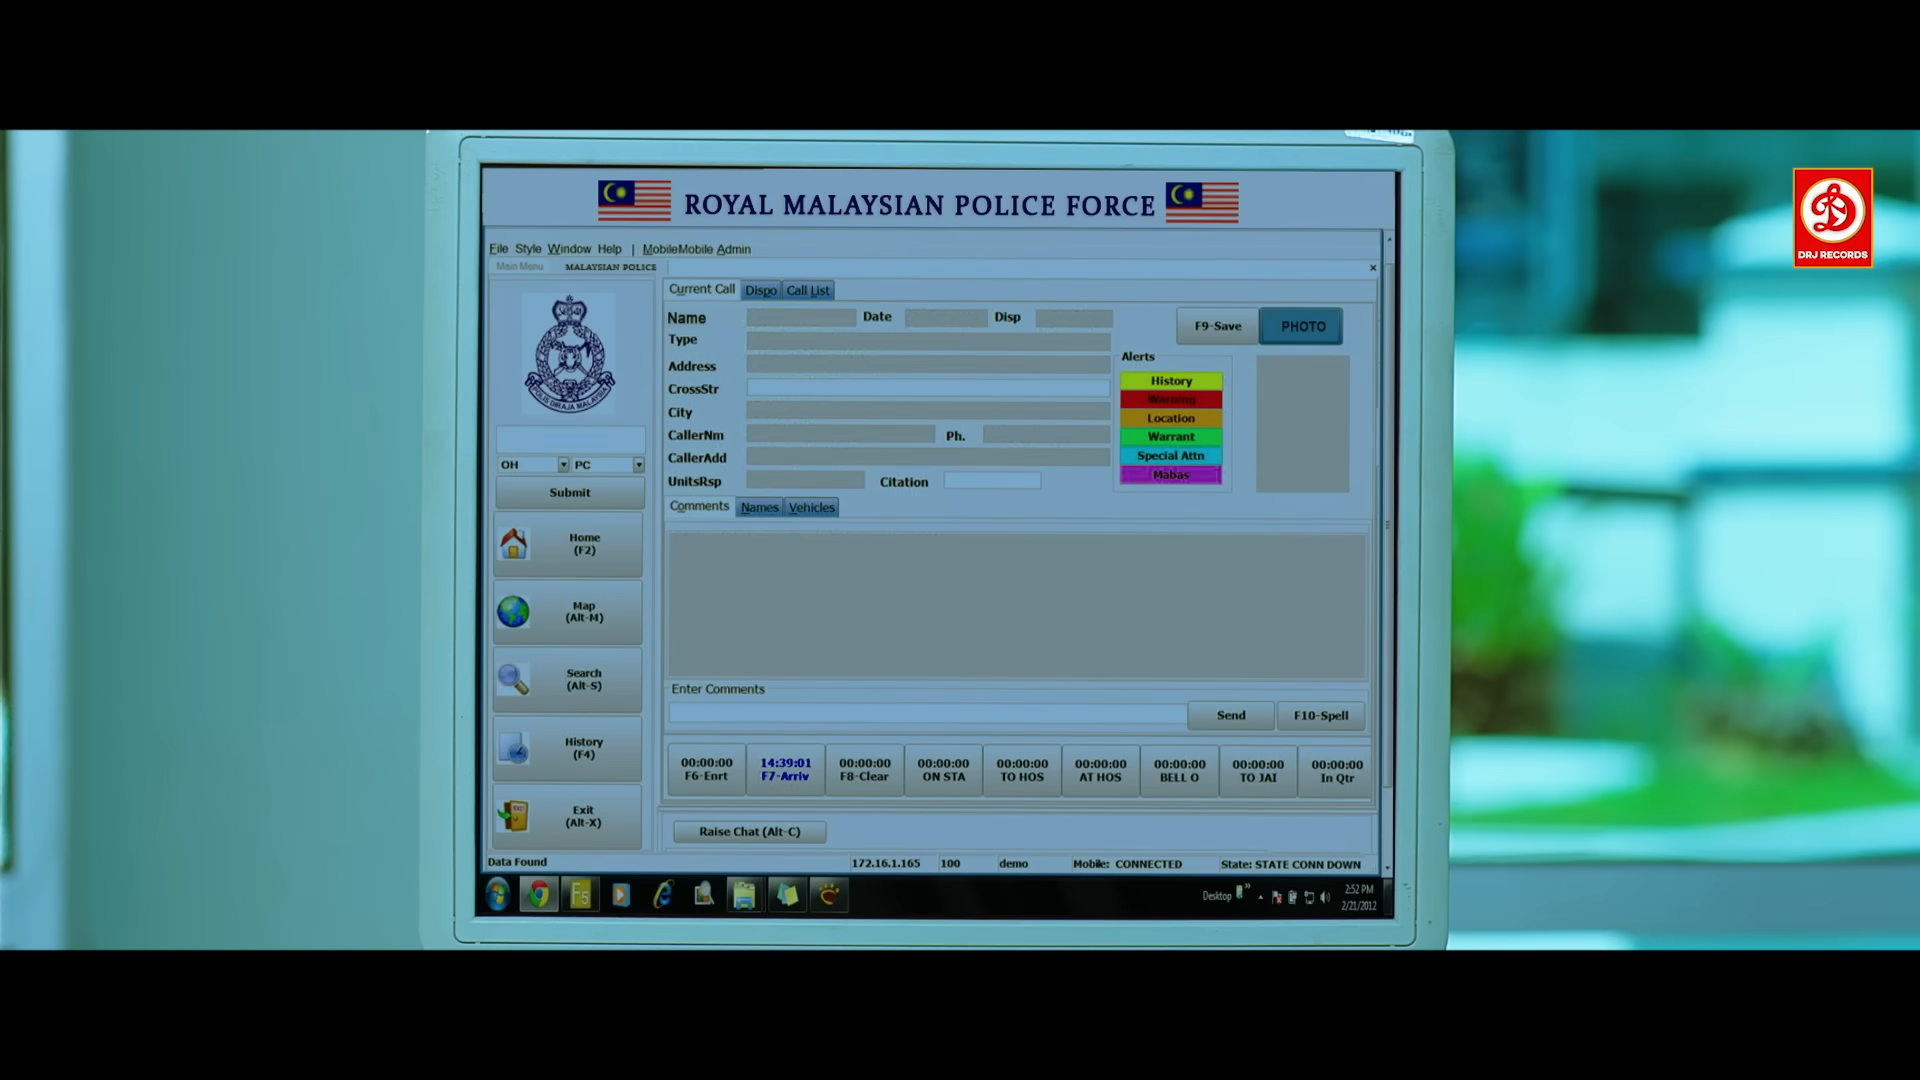 ROYAL MALAYSIAN POLICE FORCE
DRJ RECORDS
File Style Window Help | MobileMobile Admin
Main Menu MALAYSIAN POLICE
Current Call Dispo Call List
Name Date Disp
F9-Save PHOTO
Type
Alerts
Address
CrossStr
City
CallerNm Ph.
CallerAdd
UnitsRsp Citation
History
Warning
Location
Warrant
Special Attn
Mabas
POLIS DIRAJA MALAYSIA
OH PC
Submit
Home
(F2)
Map
(Alt-M)
Search
(Alt-S)
History
(F4)
Exit
(Alt-X)
Comments Names Vehicles
Enter Comments
Send F10-Spell
00:00:00 14:39:01 00:00:00 00:00:00 00:00:00 00:00:00 00:00:00 00:00:00 00:00:00
F6-Enrt F7-Arriv F8-Clear ON STA TO HOS AT HOS BELL O TO JAI In Qtr
Raise Chat (Alt-C)
Data Found 172.16.1.165 100 demo Mobile: CONNECTED State: STATE CONN DOWN
F5
Desktop
2:52 PM
2/21/2012